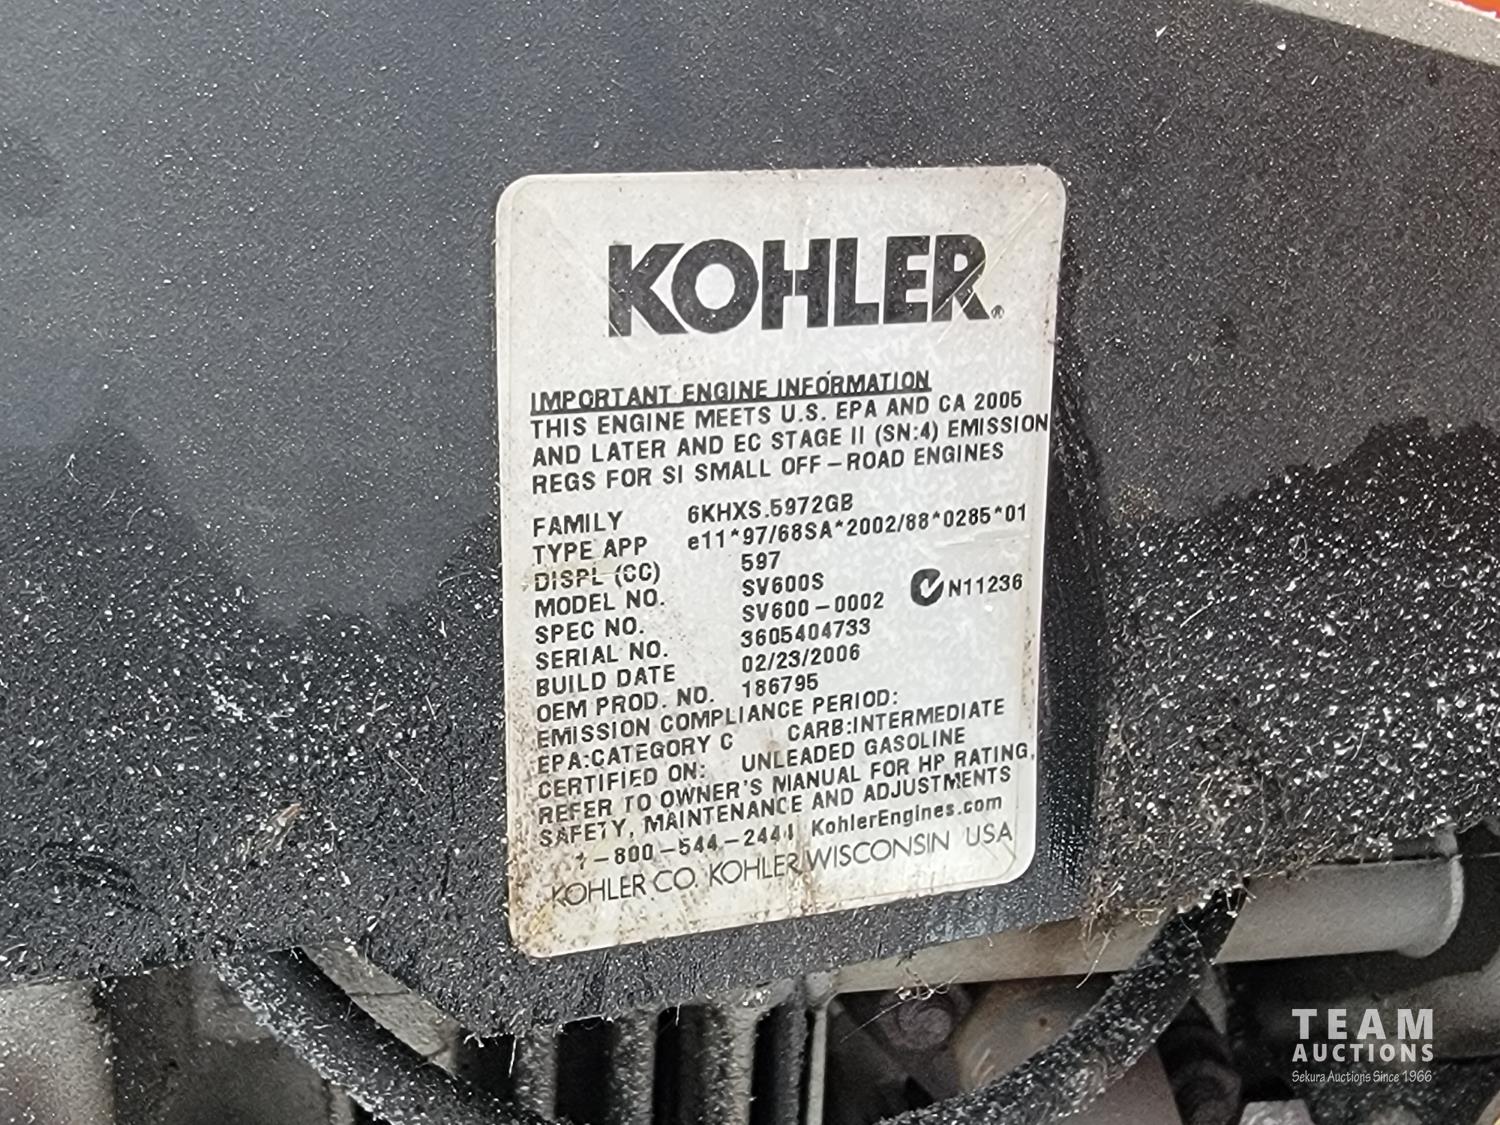 KOHLER®
IMPORTANT ENGINE INFORMATION
THIS ENGINE MEETS U.S. EPA AND CA 2005
AND LATER AND EC STAGE II (SN:4) EMISSION
REGS FOR SI SMALL OFF-ROAD ENGINES
FAMILY 6KHXS.5972GB
TYPE APP e11*97/68SA*2002/88*0285*01
DISPL (CC) 597
MODEL NO. SV600S N11236
SPEC NO. SV600-0002
SERIAL NO. 3605404733
BUILD DATE 02/23/2006
OEM PROD. NO. 186795
EMISSION COMPLIANCE PERIOD:
EPA:CATEGORY C CARB:INTERMEDIATE
CERTIFIED ON: UNLEADED GASOLINE
REFER TO OWNER'S MANUAL FOR HP RATING,
SAFETY, MAINTENANCE AND ADJUSTMENTS
1-800-544-2444 KohlerEngines.com
KOHLER CO. KOHLER WISCONSIN USA
TEAM
AUCTIONS
Sekura Auctions Since 1966